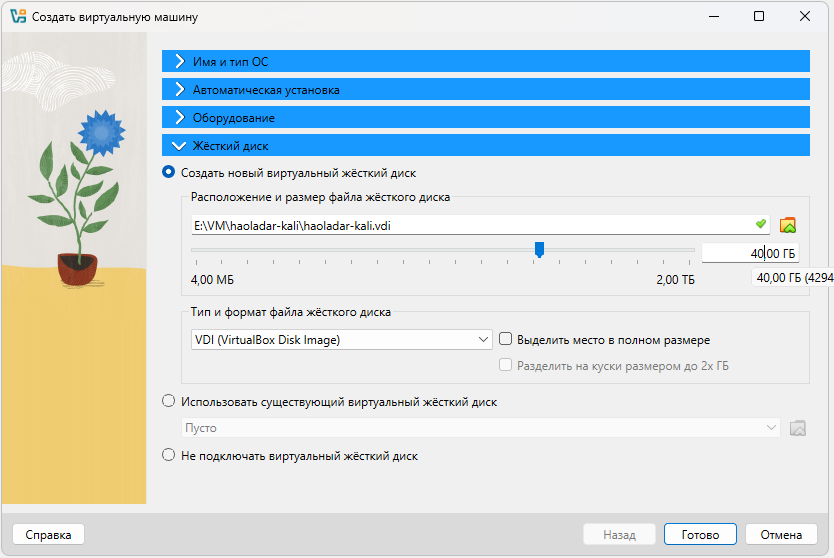 Создать виртуальную машину
Имя и тип ОС
Автоматическая установка
Оборудование
Жёсткий диск
Создать новый виртуальный жёсткий диск
Расположение и размер файла жёсткого диска
E:\VM\haoladar-kali\haoladar-kali.vdi
40,00 ГБ
4,00 МБ
2,00 ТБ
40,00 ГБ (4294
Тип и формат файла жёсткого диска
VDI (VirtualBox Disk Image)
Выделить место в полном размере
Разделить на куски размером до 2х ГБ
Использовать существующий виртуальный жёсткий диск
Пусто
Не подключать виртуальный жёсткий диск
Справка
Назад
Готово
Отмена